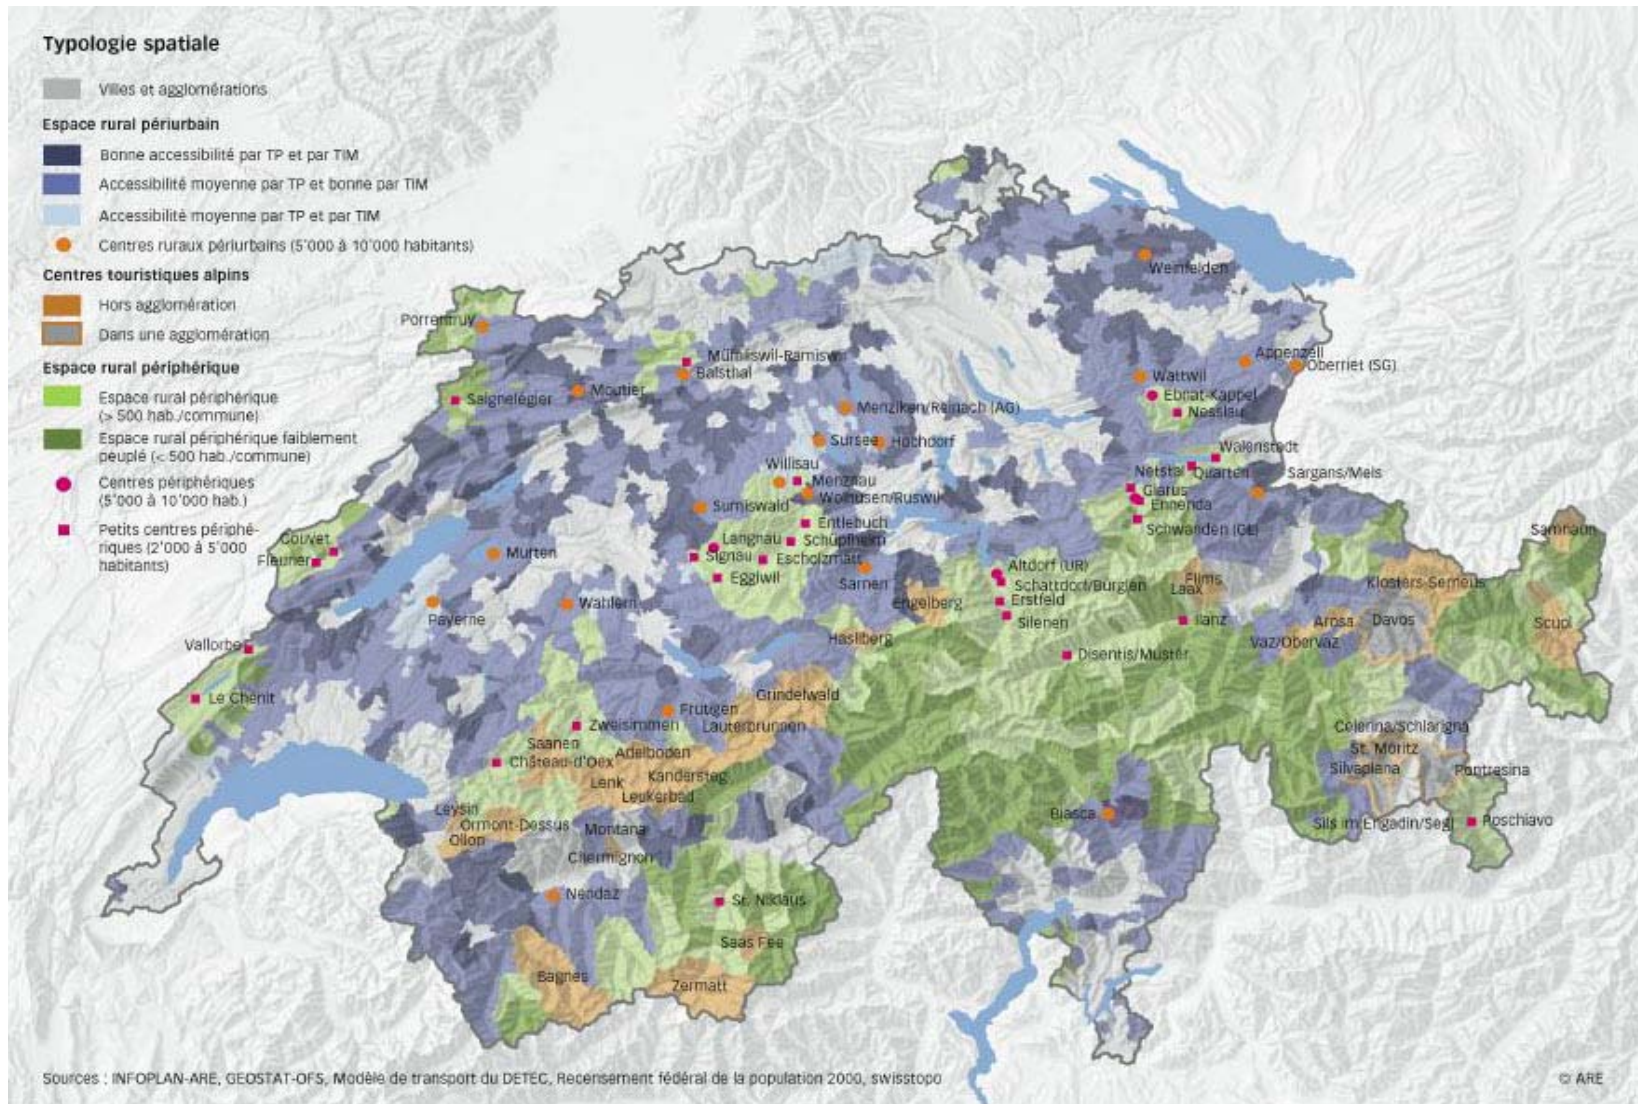 Typologie spatiale
Villes et agglomérations
Espace rural périurbain
Bonne accessibilité par TP et par TIM
Accessibilité moyenne par TP et bonne par TIM
Accessibilité moyenne par TP et par TIM
Centres ruraux périurbains (5'000 à 10'000 habitants)
Centres touristiques alpins
Hors agglomération
Dans une agglomération
Espace rural périphérique
Espace rural périphérique
(> 500 hab./commune)
Espace rural périphérique faiblement
peuplé (< 500 hab./commune)
Centres périphériques
(5'000 à 10'000 hab.)
Petits centres périphé-
riques (2'000 à 5'000
habitants)
Weinfelden
Porrentruy
Mümliswil-Ramiswil
Balsthal
Appenzell
Oberriet (SG)
Wattwil
Moutier
Saignelégier
Ebnat-Kappel
Nesslau
Menziken/Reinach (AG)
Sursee
Hochdorf
Walenstadt
Willisau
Menznau
Netstal
Quarten
Sargans/Mels
Wolhusen/Ruswil
Glarus
Ennenda
Sumiswald
Entlebuch
Schwanden (GL)
Samnaun
Couvet
Fleurier
Langnau
Schüpfheim
Signau
Escholzmatt
Murten
Altdorf (UR)
Eggiwil
Sarnen
Schattdorf/Bürglen
Flims
Laax
Klosters-Serneus
Engelberg
Erstfeld
Wahlern
Payerne
Silenen
Ilanz
Arosa
Davos
Scuol
Hasliberg
Vallorbe
Vaz/Obervaz
Disentis/Mustér
Le Chenit
Grindelwald
Frutigen
Lauterbrunnen
Zweisimmen
Celerina/Schlarigna
Saanen
Adelboden
St. Moritz
Château-d'Oex
Silvaplana
Pontresina
Lenk
Kandersteg
Leukerbad
Leysin
Ormont-Dessus
Montana
Biasca
Sils im Engadin/Segl
Poschiavo
Ollon
Chermignon
Nendaz
St. Niklaus
Saas Fee
Bagnes
Zermatt
Sources : INFOPLAN-ARE, GEOSTAT-OFS, Modèle de transport du DETEC, Recensement fédéral de la population 2000, swisstopo
© ARE